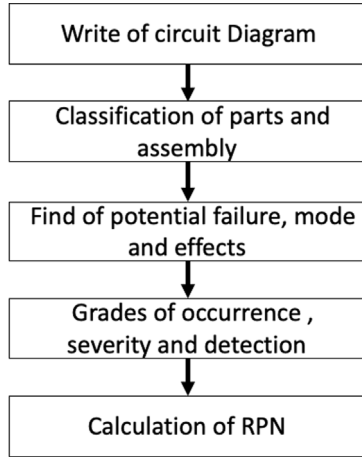 Write of circuit Diagram
Classification of parts and
assembly
Find of potential failure, mode
and effects
Grades of occurrence ,
severity and detection
Calculation of RPN